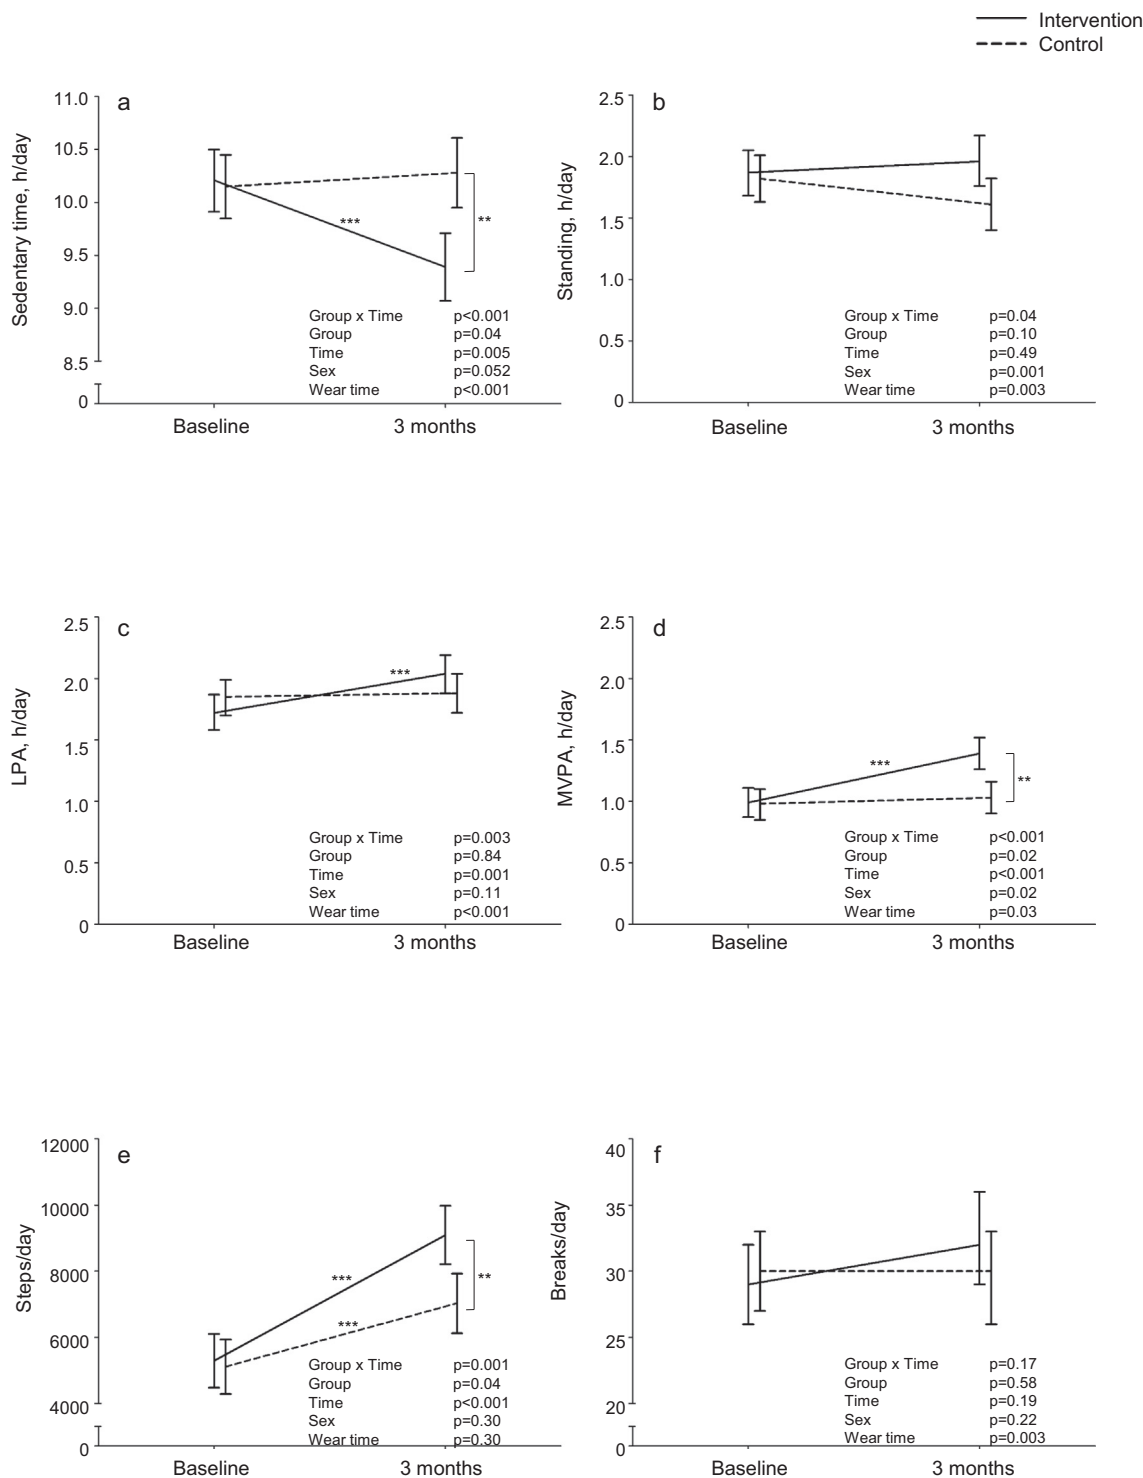 Intervention
Control
a
Sedentary time, h/day
11.0
10.5
10.0
9.5
9.0
8.5
0
***
**
Group x Time p<0.001
Group p=0.04
Time p=0.005
Sex p=0.052
Wear time p<0.001
Baseline 3 months
b
Standing, h/day
2.5
2.0
1.5
1.0
0.5
0
Group x Time p=0.04
Group p=0.10
Time p=0.49
Sex p=0.001
Wear time p=0.003
Baseline 3 months
c
LPA, h/day
2.5
2.0
1.5
1.0
0.5
0
***
Group x Time p=0.003
Group p=0.84
Time p=0.001
Sex p=0.11
Wear time p<0.001
Baseline 3 months
d
MVPA, h/day
2.5
2.0
1.5
1.0
0.5
0
***
**
Group x Time p<0.001
Group p=0.02
Time p<0.001
Sex p=0.02
Wear time p=0.03
Baseline 3 months
e
Steps/day
12000
10000
8000
6000
4000
0
***
**
***
Group x Time p=0.001
Group p=0.04
Time p<0.001
Sex p=0.30
Wear time p=0.30
Baseline 3 months
f
Breaks/day
40
35
30
25
20
0
Group x Time p=0.17
Group p=0.58
Time p=0.19
Sex p=0.22
Wear time p=0.003
Baseline 3 months